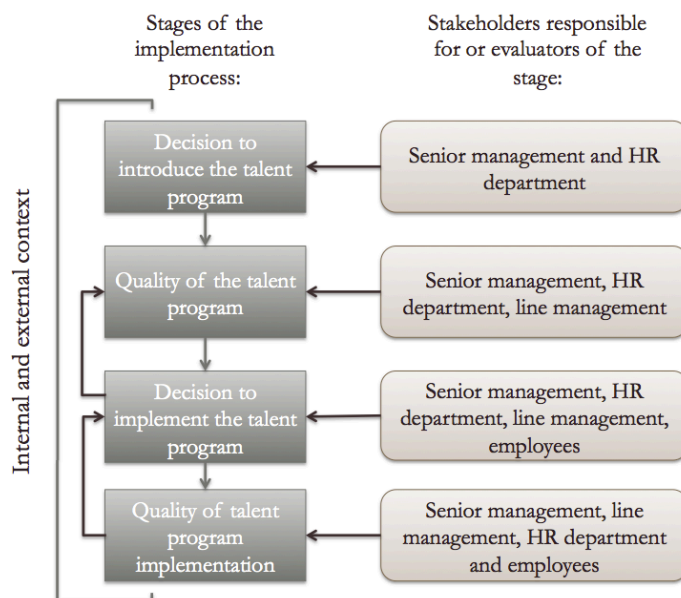 Stages of the
implementation
process:
Stakeholders responsible
for or evaluators of the
stage:
Internal and external context
Decision to
introduce the talent
program
Senior management and HR
department
Quality of the talent
program
Senior management, HR
department, line management
Decision to
implement the talent
program
Senior management, HR
department, line management,
employees
Quality of talent
program
implementation
Senior management, line
management, HR department
and employees